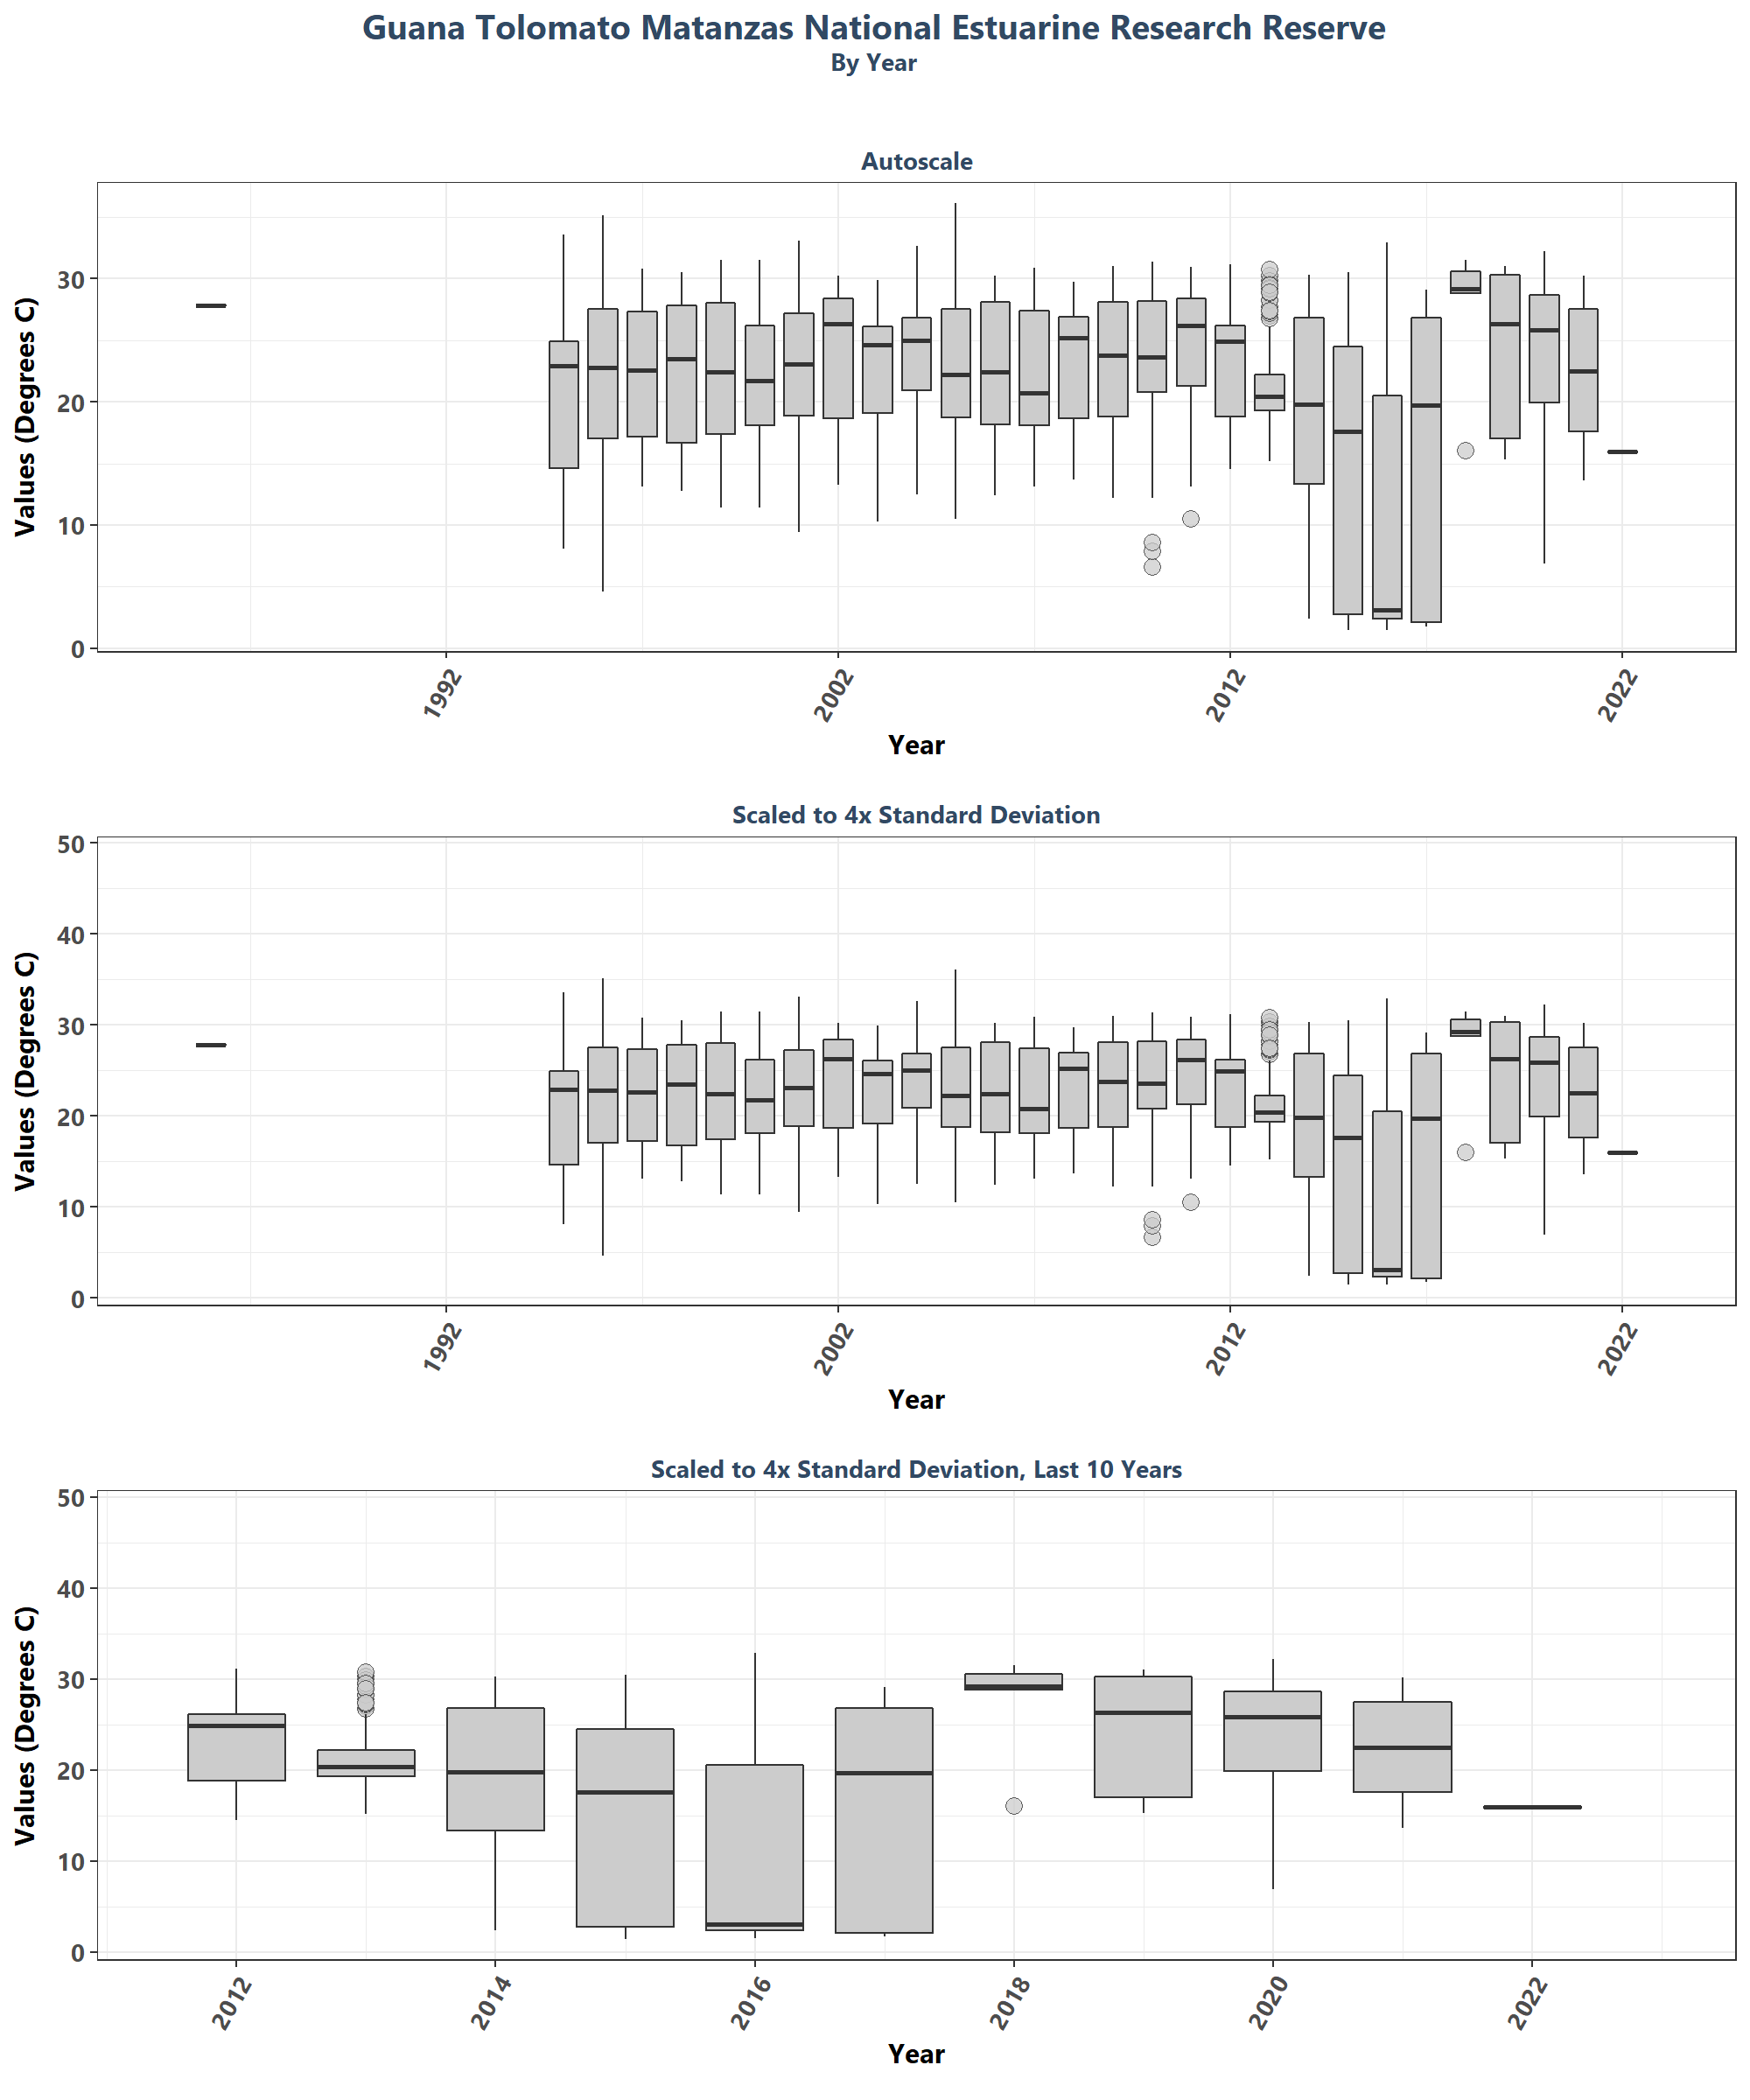 Guana Tolomato Matanzas National Estuarine Research Reserve
By Year
Autoscale
Values (Degrees C)
30
20
10
0
1992
2002
2012
2022
Year
Scaled to 4x Standard Deviation
Values (Degrees C)
50
40
30
20
10
0
1992
2002
2012
2022
Year
Scaled to 4x Standard Deviation, Last 10 Years
Values (Degrees C)
50
40
30
20
10
0
2012
2014
2016
2018
2020
2022
Year